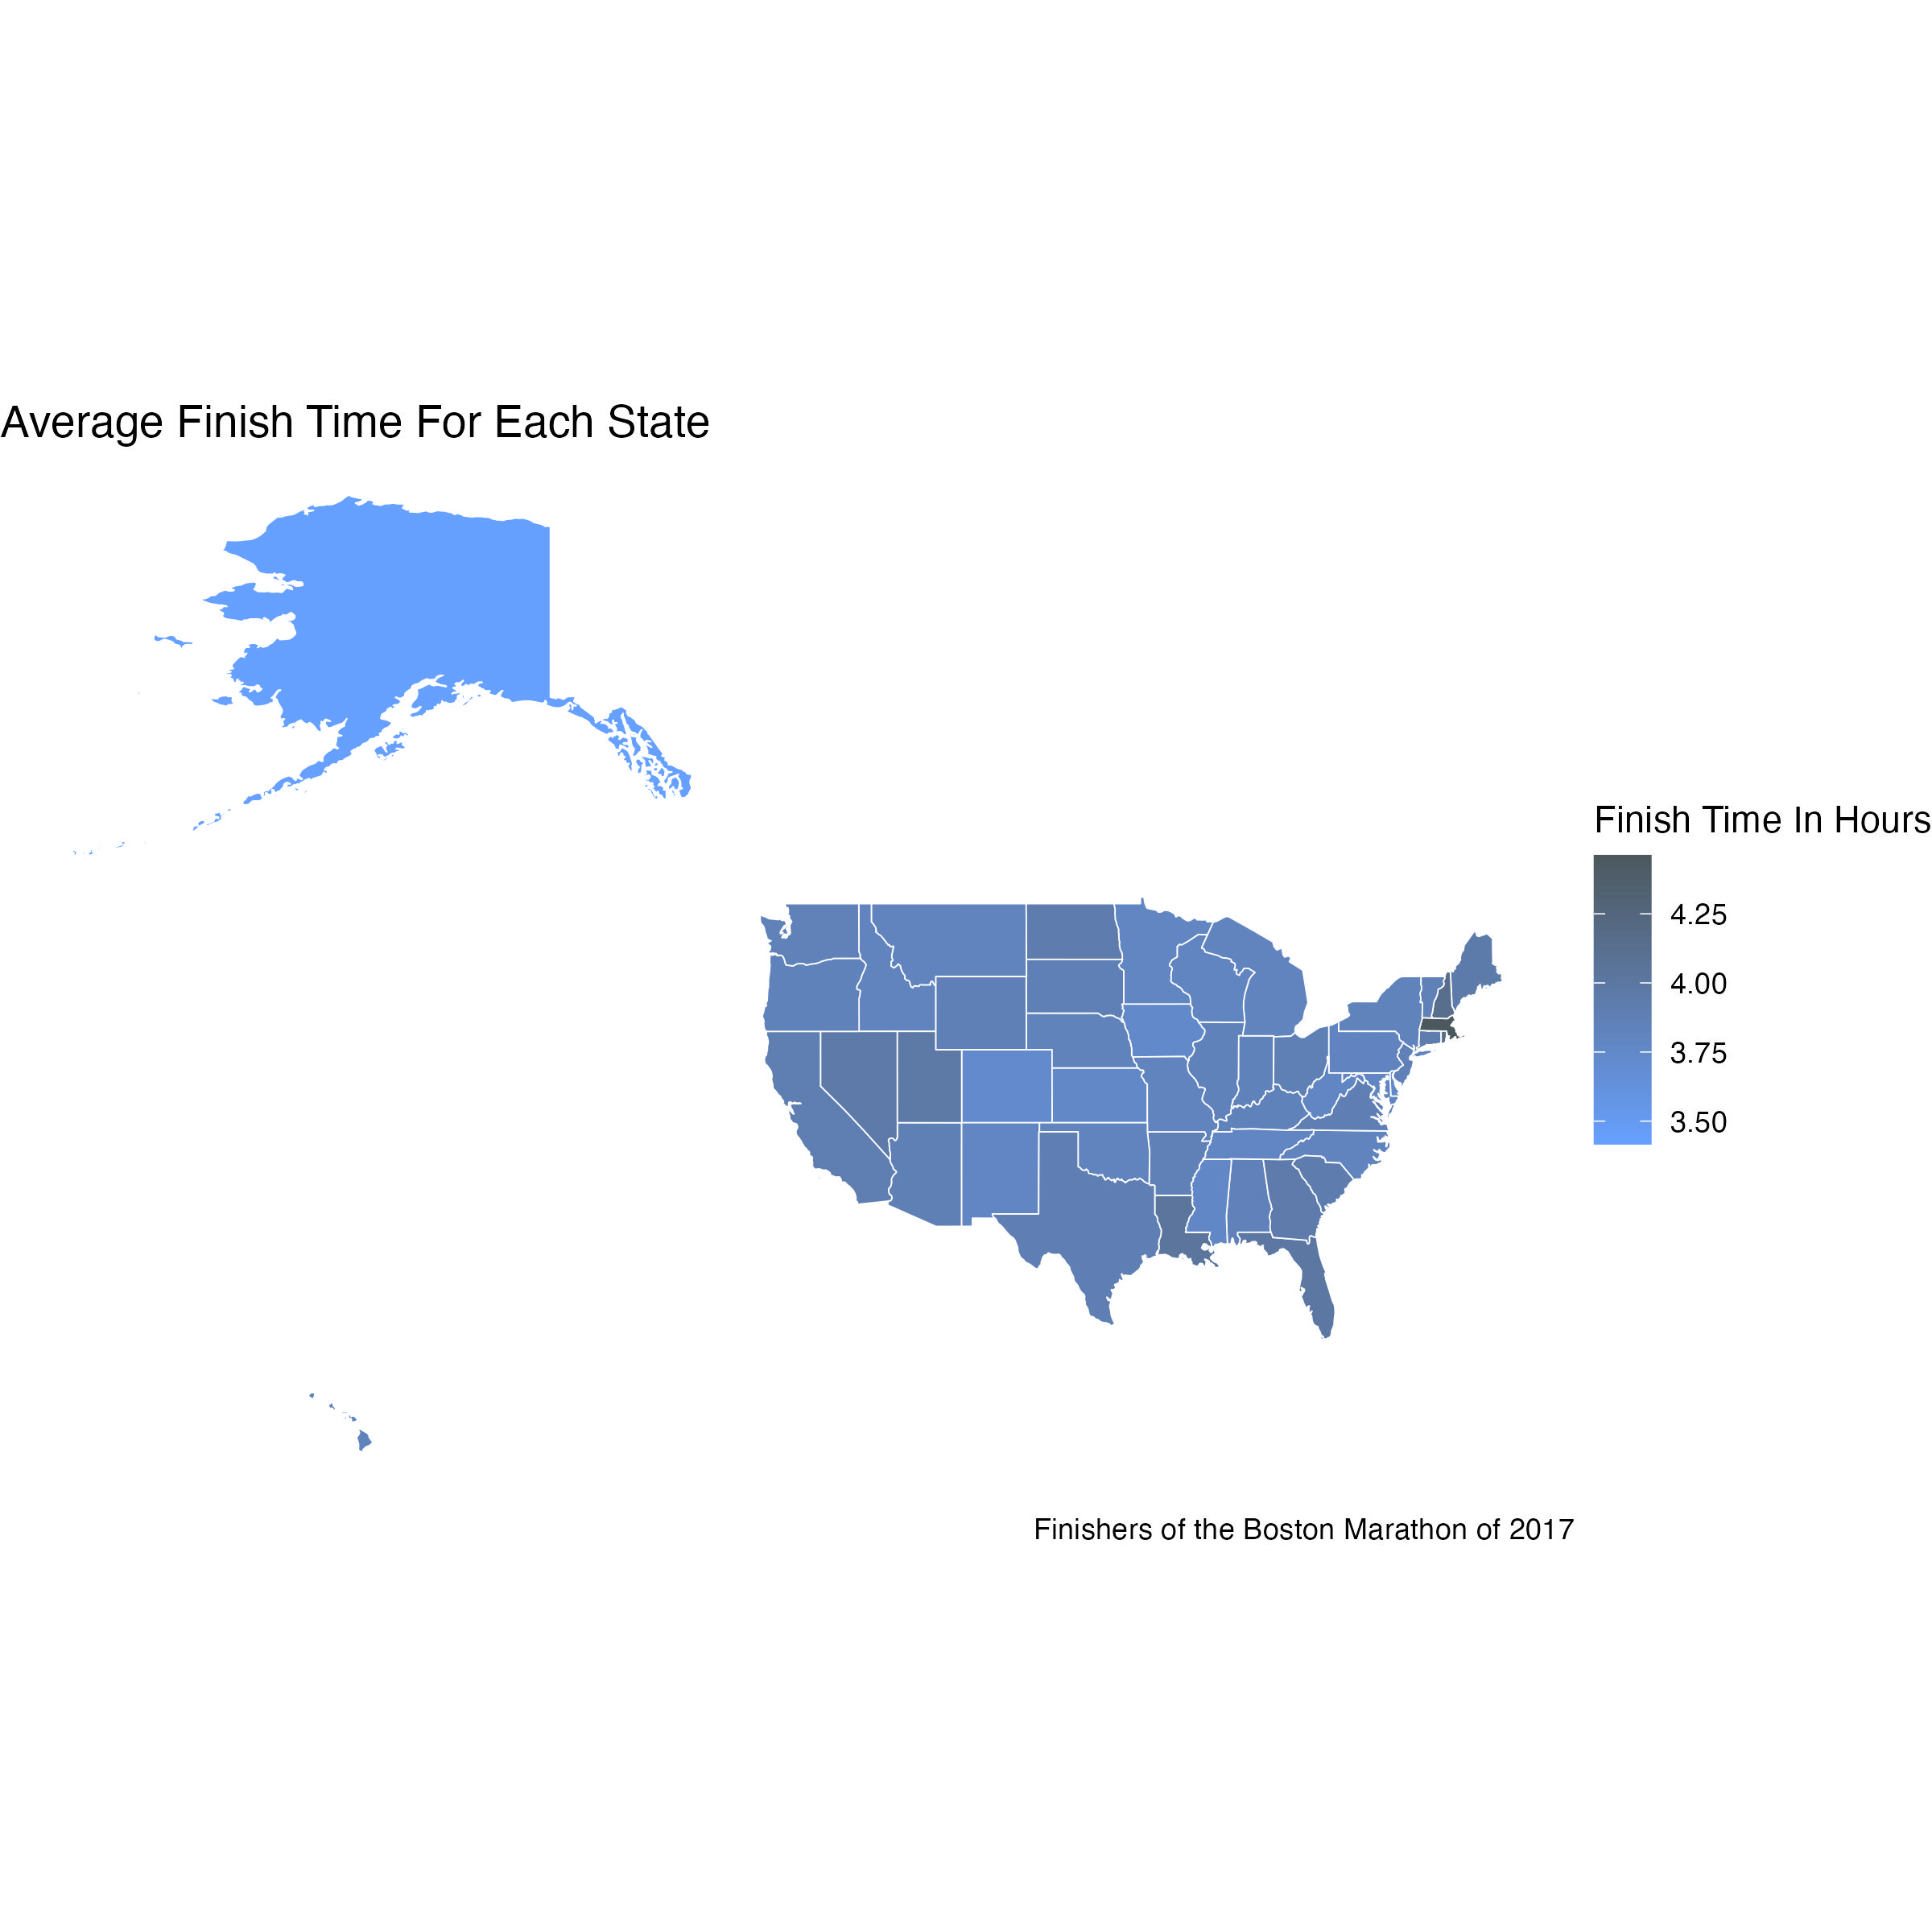 Average Finish Time For Each State
Finish Time In Hours
4.25
4.00
3.75
3.50
Finishers of the Boston Marathon of 2017